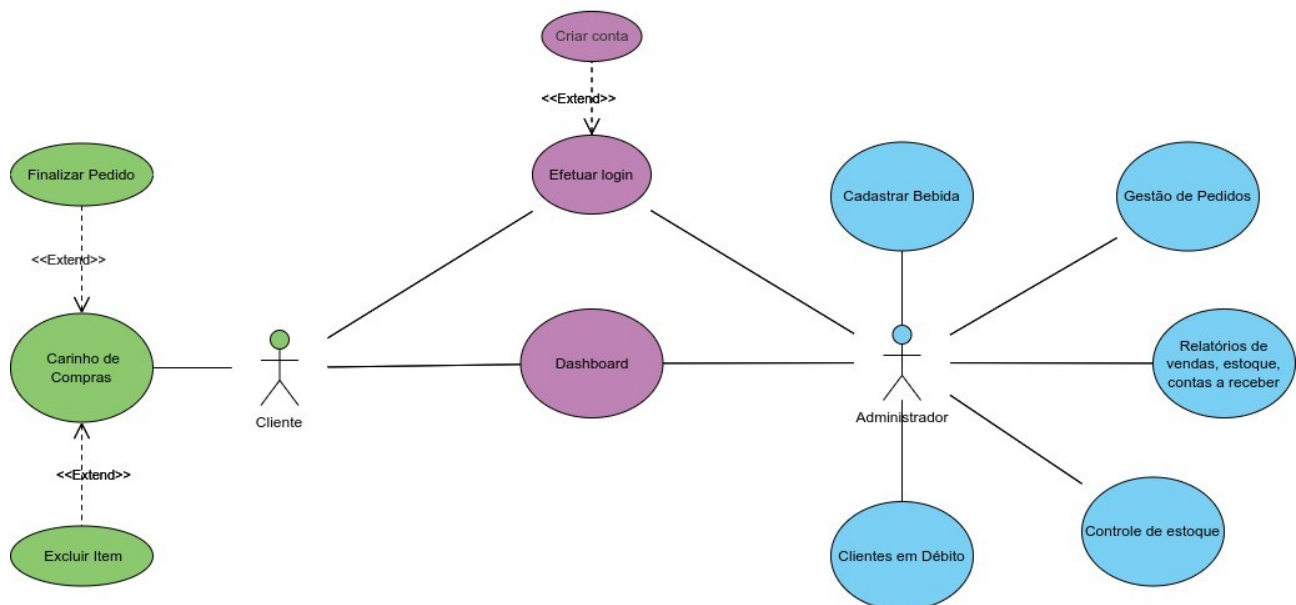 Criar conta
<<Extend>>
Finalizar Pedido
Efetuar login
Cadastrar Bebida
Gestão de Pedidos
<<Extend>>
Carinho de
Compras
Cliente
Dashboard
Administrador
Relatórios de
vendas, estoque,
contas a receber
<<Extend>>
Excluir Item
Clientes em Débito
Controle de estoque